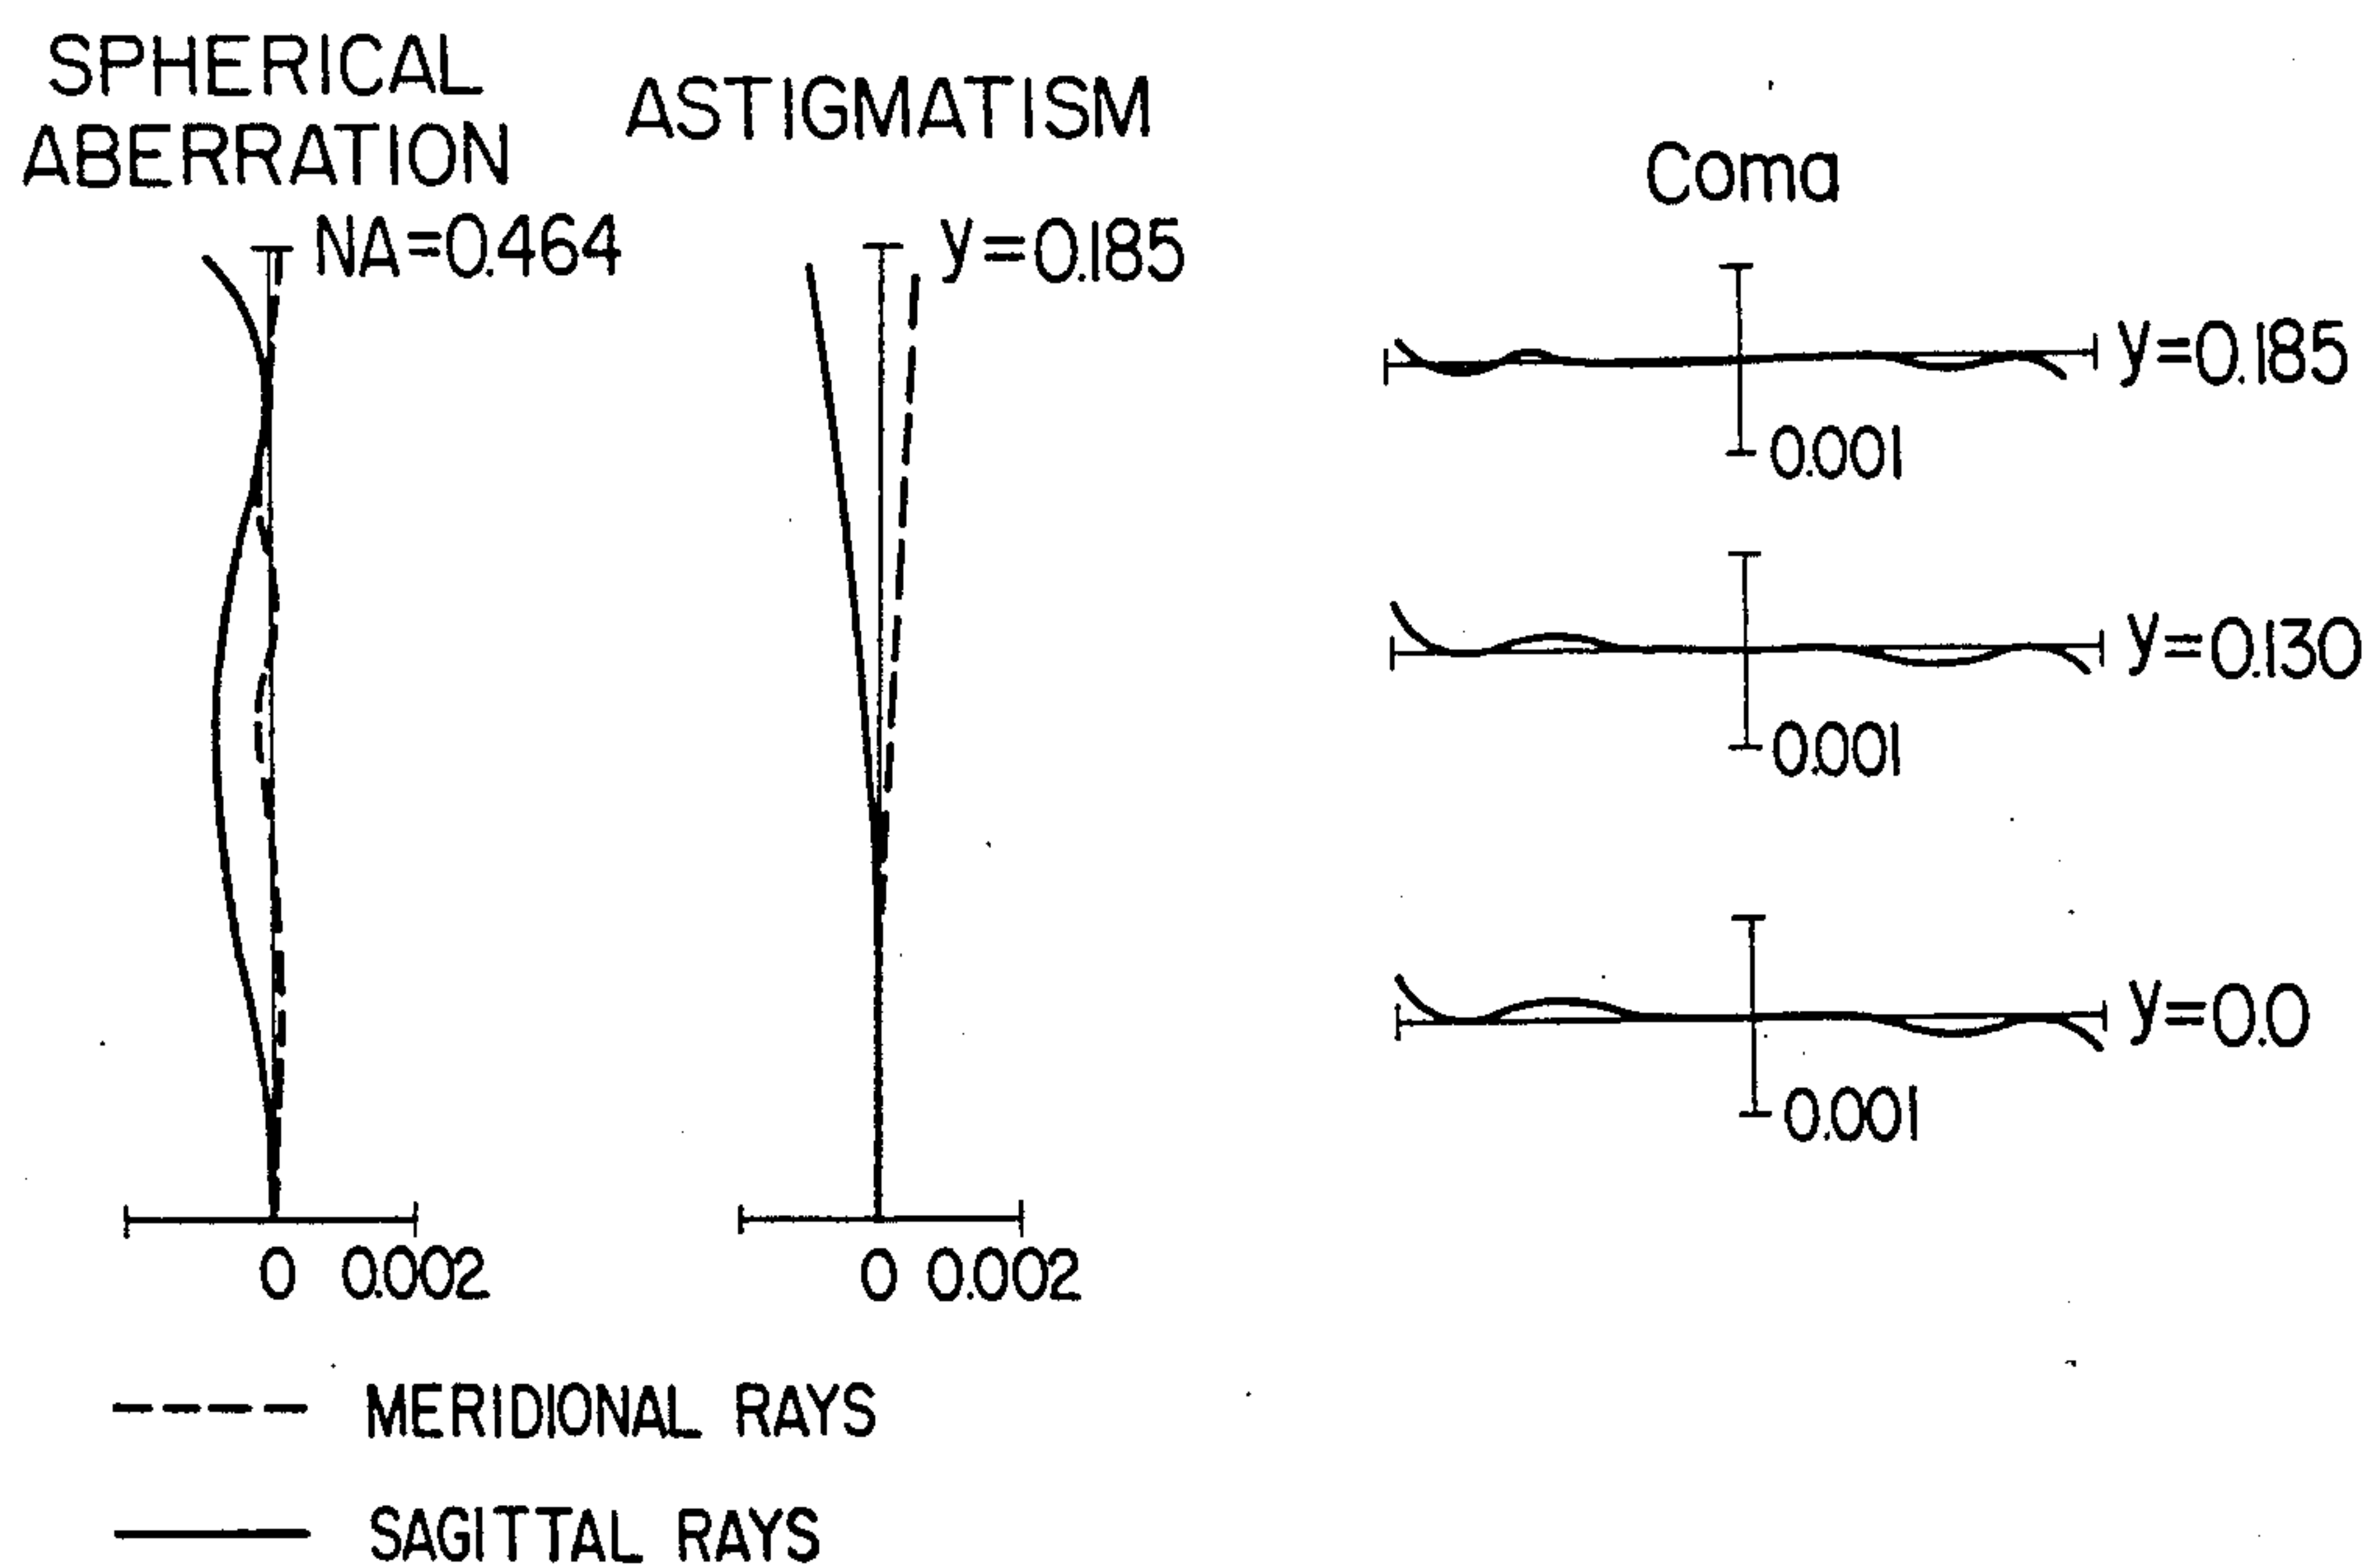 SPHERICAL
ABERRATION
NA=0.464
0 0.002
ASTIGMATISM
y=0.185
0 0.002
Coma
y=0.185
0.001
y=0.130
0.001
y=0.0
0.001
MERIDIONAL RAYS
SAGITTAL RAYS